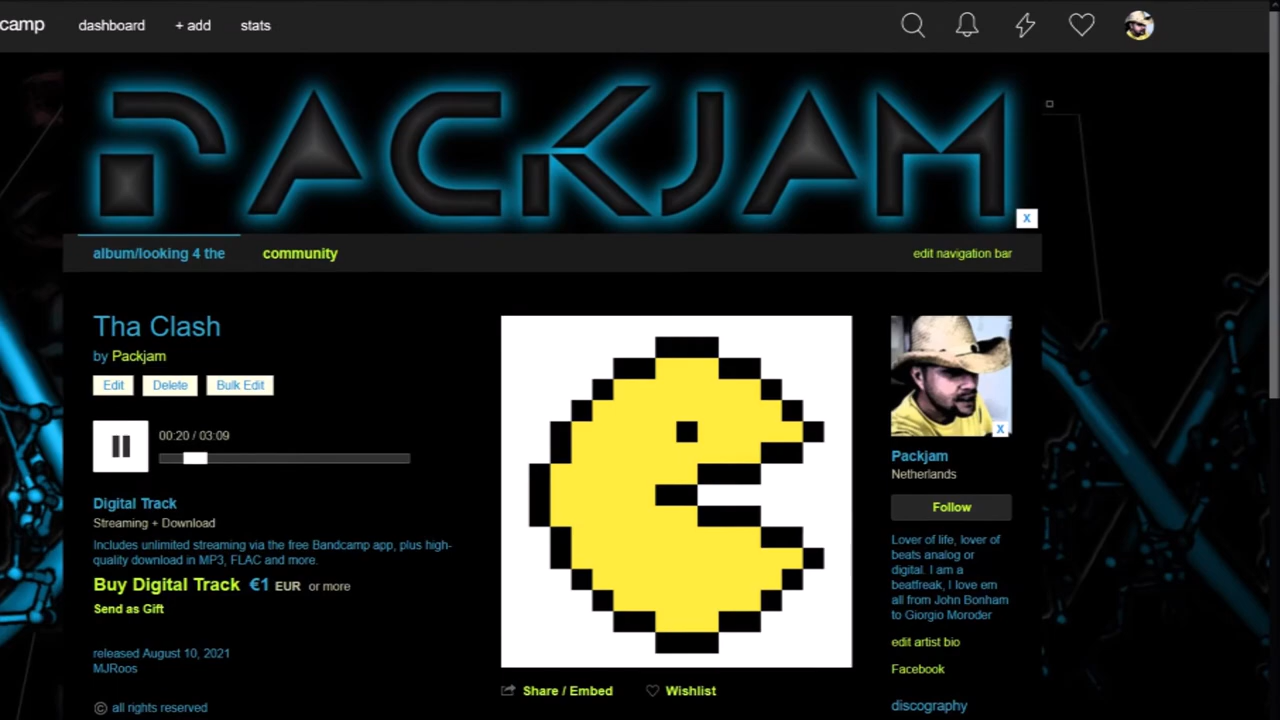 camp dashboard + add stats
PACKJAM
X
album/looking 4 the community edit navigation bar
Tha Clash
by Packjam
Edit Delete Bulk Edit
00:20 / 03:09
Digital Track
Streaming + Download
Includes unlimited streaming via the free Bandcamp app, plus high-
quality download in MP3, FLAC and more.
Buy Digital Track €1 EUR or more
Send as Gift
released August 10, 2021
MJRoos
© all rights reserved
Share / Embed Wishlist
X
Packjam
Netherlands
Follow
Lover of life, lover of
beats analog or
digital. I am a
beatfreak, I love em
all from John Bonham
to Giorgio Moroder
edit artist bio
Facebook
discography